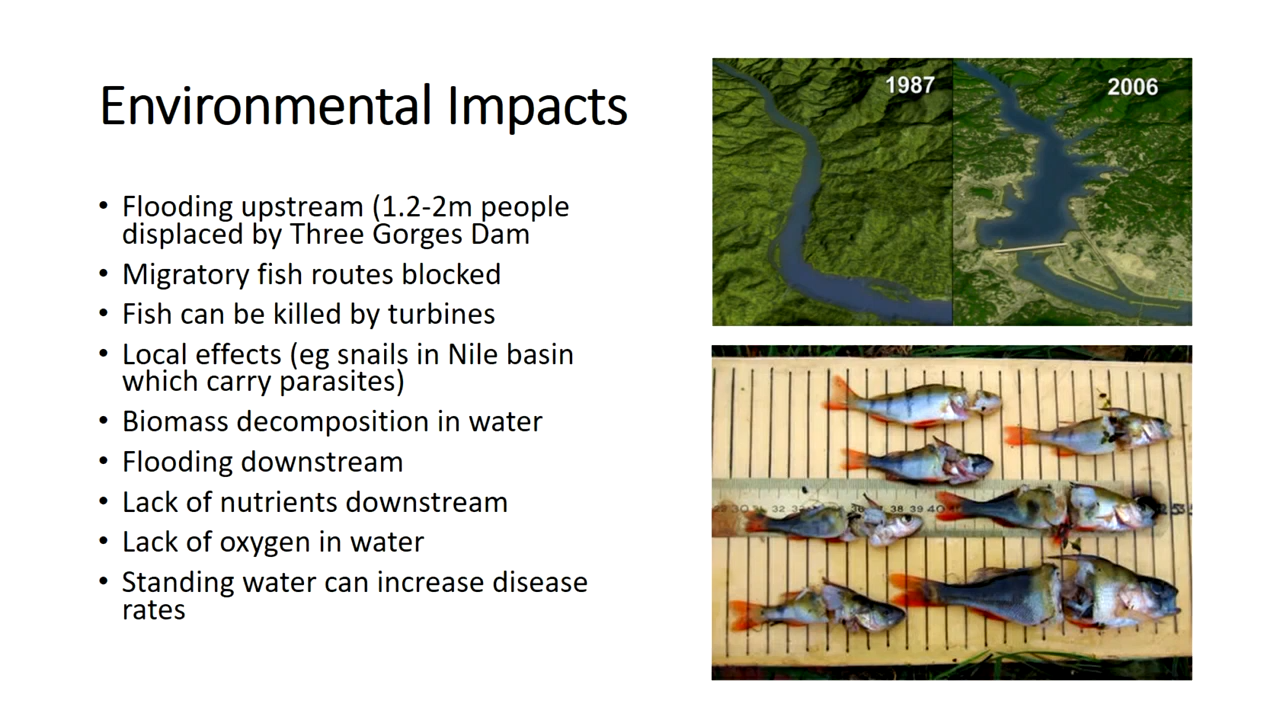 Environmental Impacts
• Flooding upstream (1.2-2m people
displaced by Three Gorges Dam
• Migratory fish routes blocked
• Fish can be killed by turbines
• Local effects (eg snails in Nile basin
which carry parasites)
• Biomass decomposition in water
• Flooding downstream
• Lack of nutrients downstream
• Lack of oxygen in water
• Standing water can increase disease
rates
1987
2006